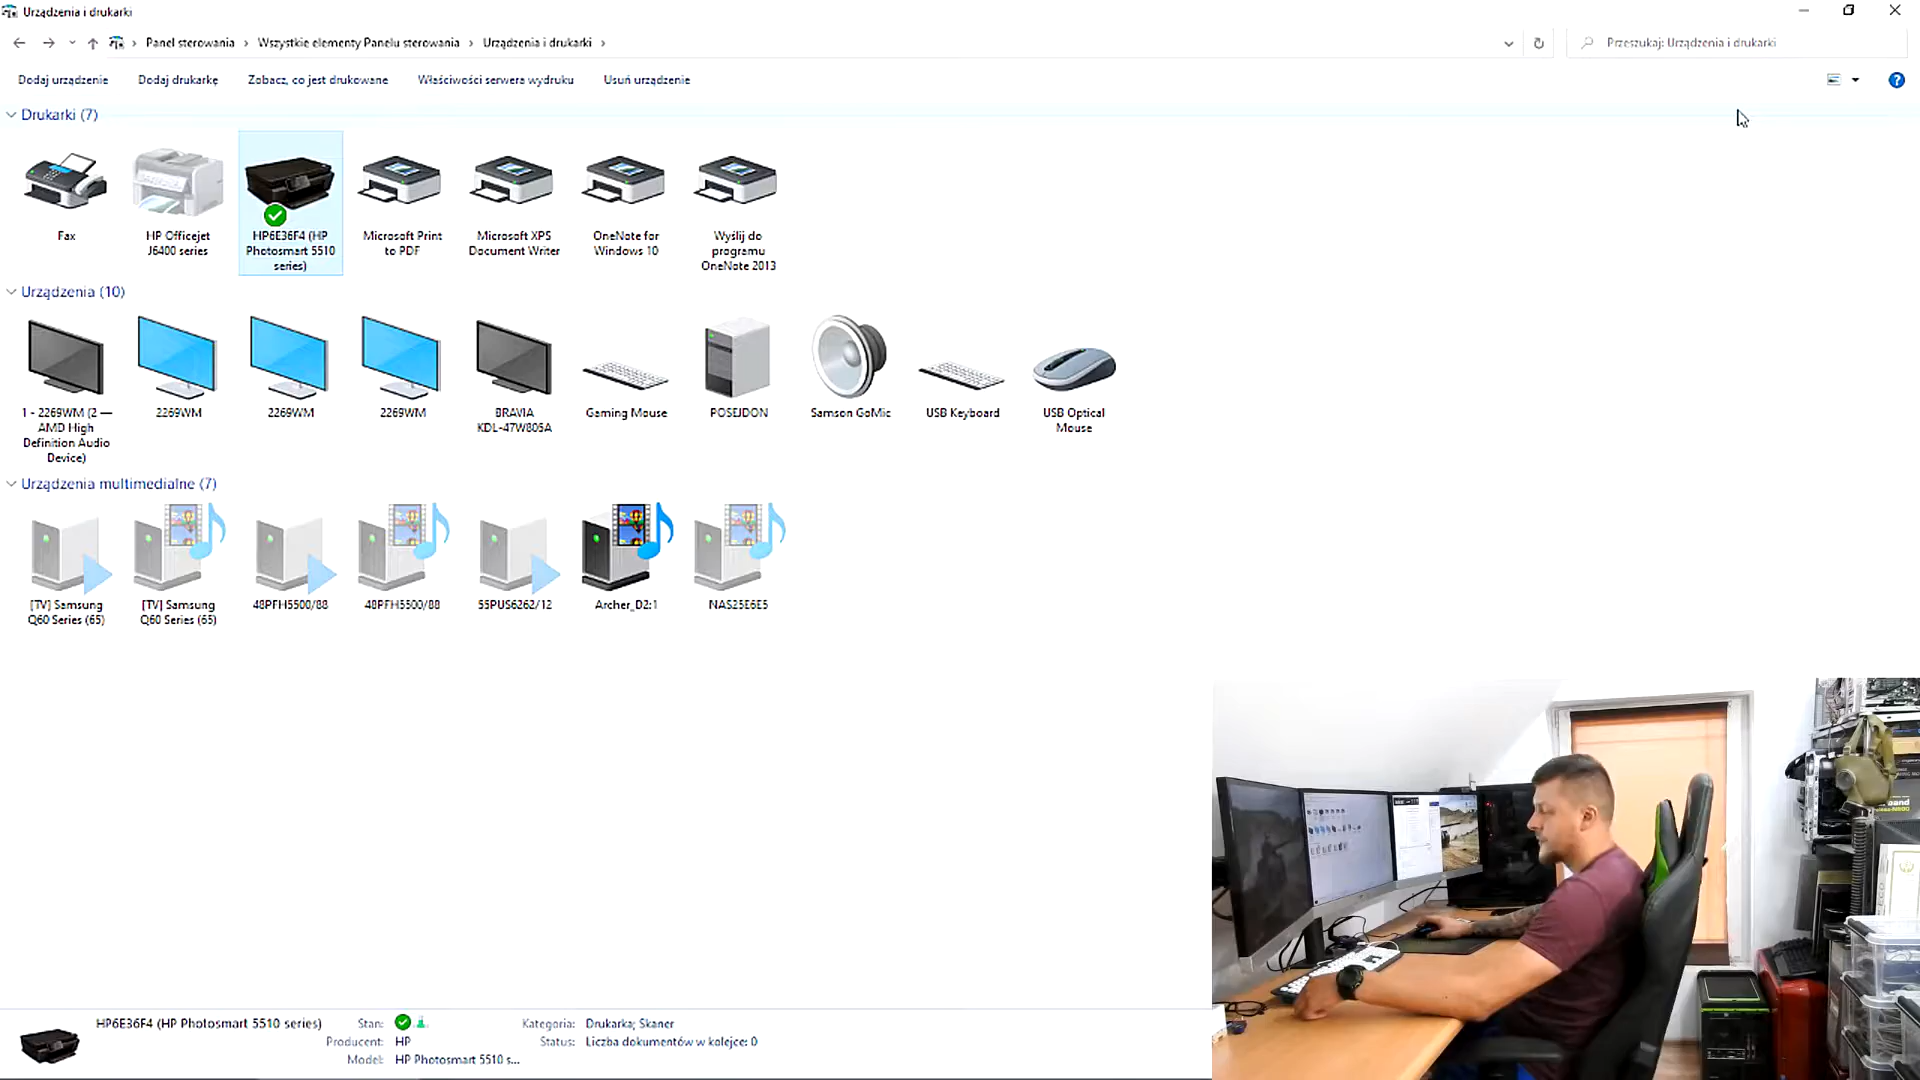 Urządzenia i drukarki
Panel sterowania › Wszystkie elementy Panelu sterowania › Urządzenia i drukarki ›
Przeszukaj: Urządzenia i drukarki
Dodaj urządzenie Dodaj drukarkę Zobacz, co jest drukowane Właściwości serwera wydruku Usuń urządzenie
Drukarki (7)
Fax
HP Officejet
J6400 series
HP6E36F4 (HP
Photosmart 5510
series)
Microsoft Print
to PDF
Microsoft XPS
Document Writer
OneNote for
Windows 10
Wyślij do
programu
OneNote 2013
Urządzenia (10)
1 - 2269WM (2 —
AMD High
Definition Audio
Device)
2269WM
2269WM
2269WM
BRAVIA
KDL-47W805A
Gaming Mouse
POSEJDON
Samson GoMic
USB Keyboard
USB Optical
Mouse
Urządzenia multimedialne (7)
[TV] Samsung
Q60 Series (65)
[TV] Samsung
Q60 Series (65)
48PFH5500/88
48PFH5500/88
55PUS6262/12
Archer_D2:1
NAS25E6E5
HP6E36F4 (HP Photosmart 5510 series)
Stan:
Producent: HP
Model: HP Photosmart 5510 s...
Kategoria: Drukarka; Skaner
Status: Liczba dokumentów w kolejce: 0